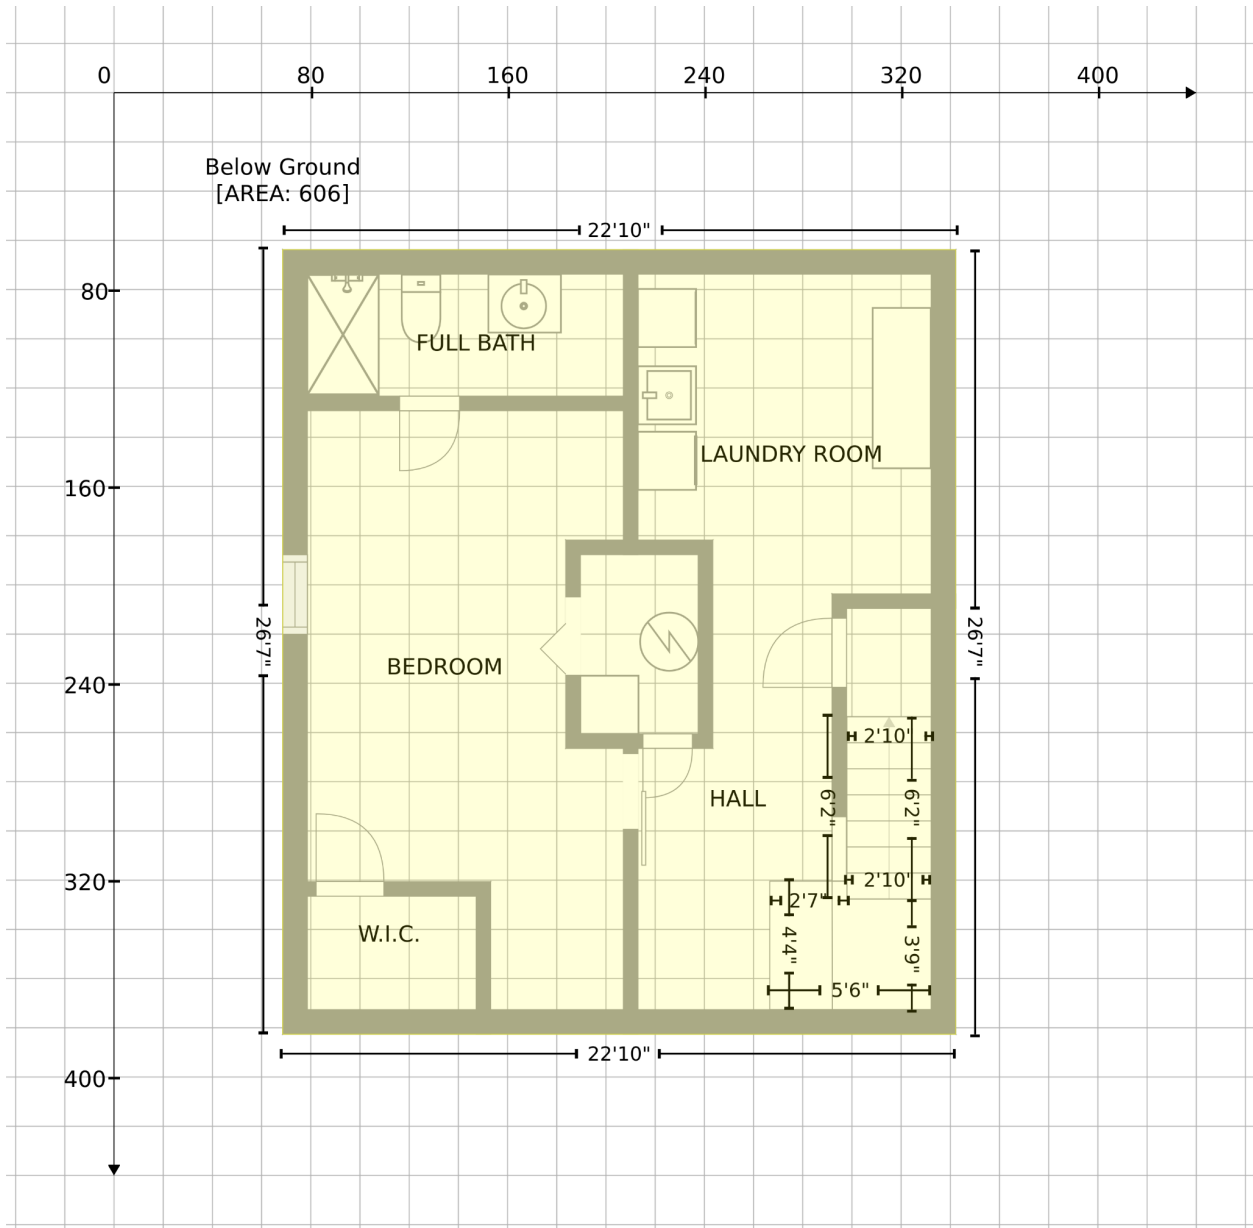 0 80 160 240 320 400
Below Ground
[AREA: 606]
22'10"
80
FULL BATH
LAUNDRY ROOM
160
26'7"
26'7"
BEDROOM
240
2'10"
HALL
6'2"
6'2"
320
2'10"
2'7"
W.I.C.
4'4"
3'9"
5'6"
22'10"
400